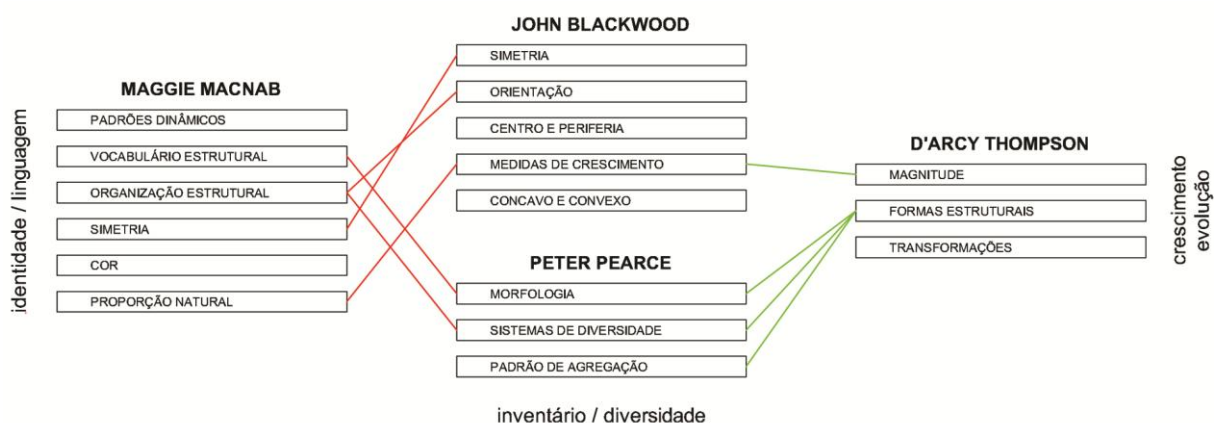 identidade / linguagem
MAGGIE MACNAB
PADRÕES DINÂMICOS
VOCABULÁRIO ESTRUTURAL
ORGANIZAÇÃO ESTRUTURAL
SIMETRIA
COR
PROPORÇÃO NATURAL
JOHN BLACKWOOD
SIMETRIA
ORIENTAÇÃO
CENTRO E PERIFERIA
MEDIDAS DE CRESCIMENTO
CONCAVO E CONVEXO
PETER PEARCE
MORFOLOGIA
SISTEMAS DE DIVERSIDADE
PADRÃO DE AGREGAÇÃO
inventário / diversidade
D'ARCY THOMPSON
MAGNITUDE
FORMAS ESTRUTURAIS
TRANSFORMAÇÕES
crescimento
evolução